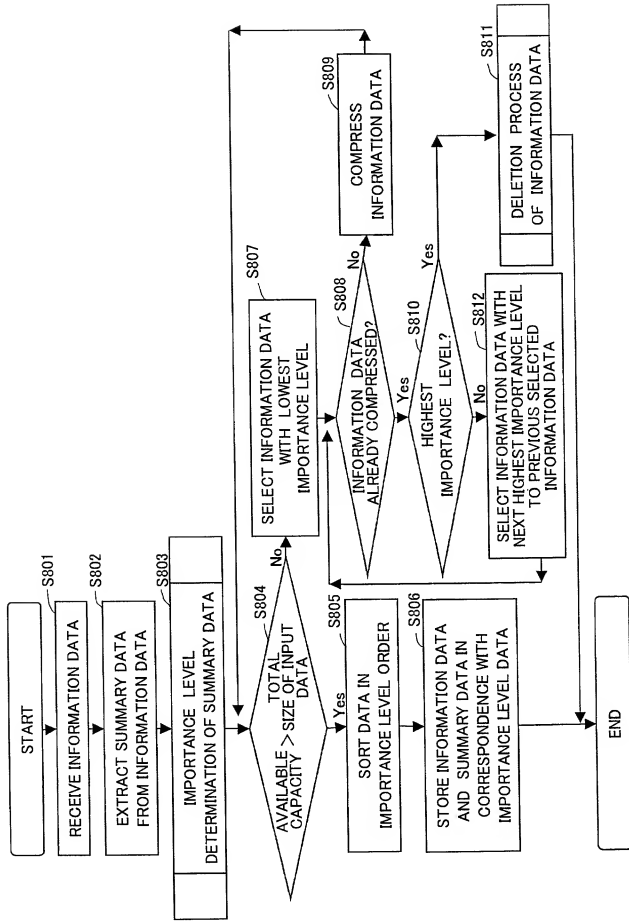 START
S801
RECEIVE INFORMATION DATA
S802
EXTRACT SUMMARY DATA
FROM INFORMATION DATA
S803
IMPORTANCE LEVEL
DETERMINATION OF SUMMARY DATA
S804
TOTAL
AVAILABLE > SIZE OF INPUT
CAPACITY DATA
No
Yes
S805
SORT DATA IN
IMPORTANCE LEVEL ORDER
S806
STORE INFORMATION DATA
AND SUMMARY DATA IN
CORRESPONDENCE WITH
IMPORTANCE LEVEL DATA
END
S807
SELECT INFORMATION DATA
WITH LOWEST
IMPORTANCE LEVEL
S808
INFORMATION DATA
ALREADY COMPRESSED?
No
Yes
S809
COMPRESS
INFORMATION DATA
S810
HIGHEST
IMPORTANCE LEVEL?
Yes
No
S812
SELECT INFORMATION DATA WITH
NEXT HIGHEST IMPORTANCE LEVEL
TO PREVIOUS SELECTED
INFORMATION DATA
S811
DELETION PROCESS
OF INFORMATION DATA